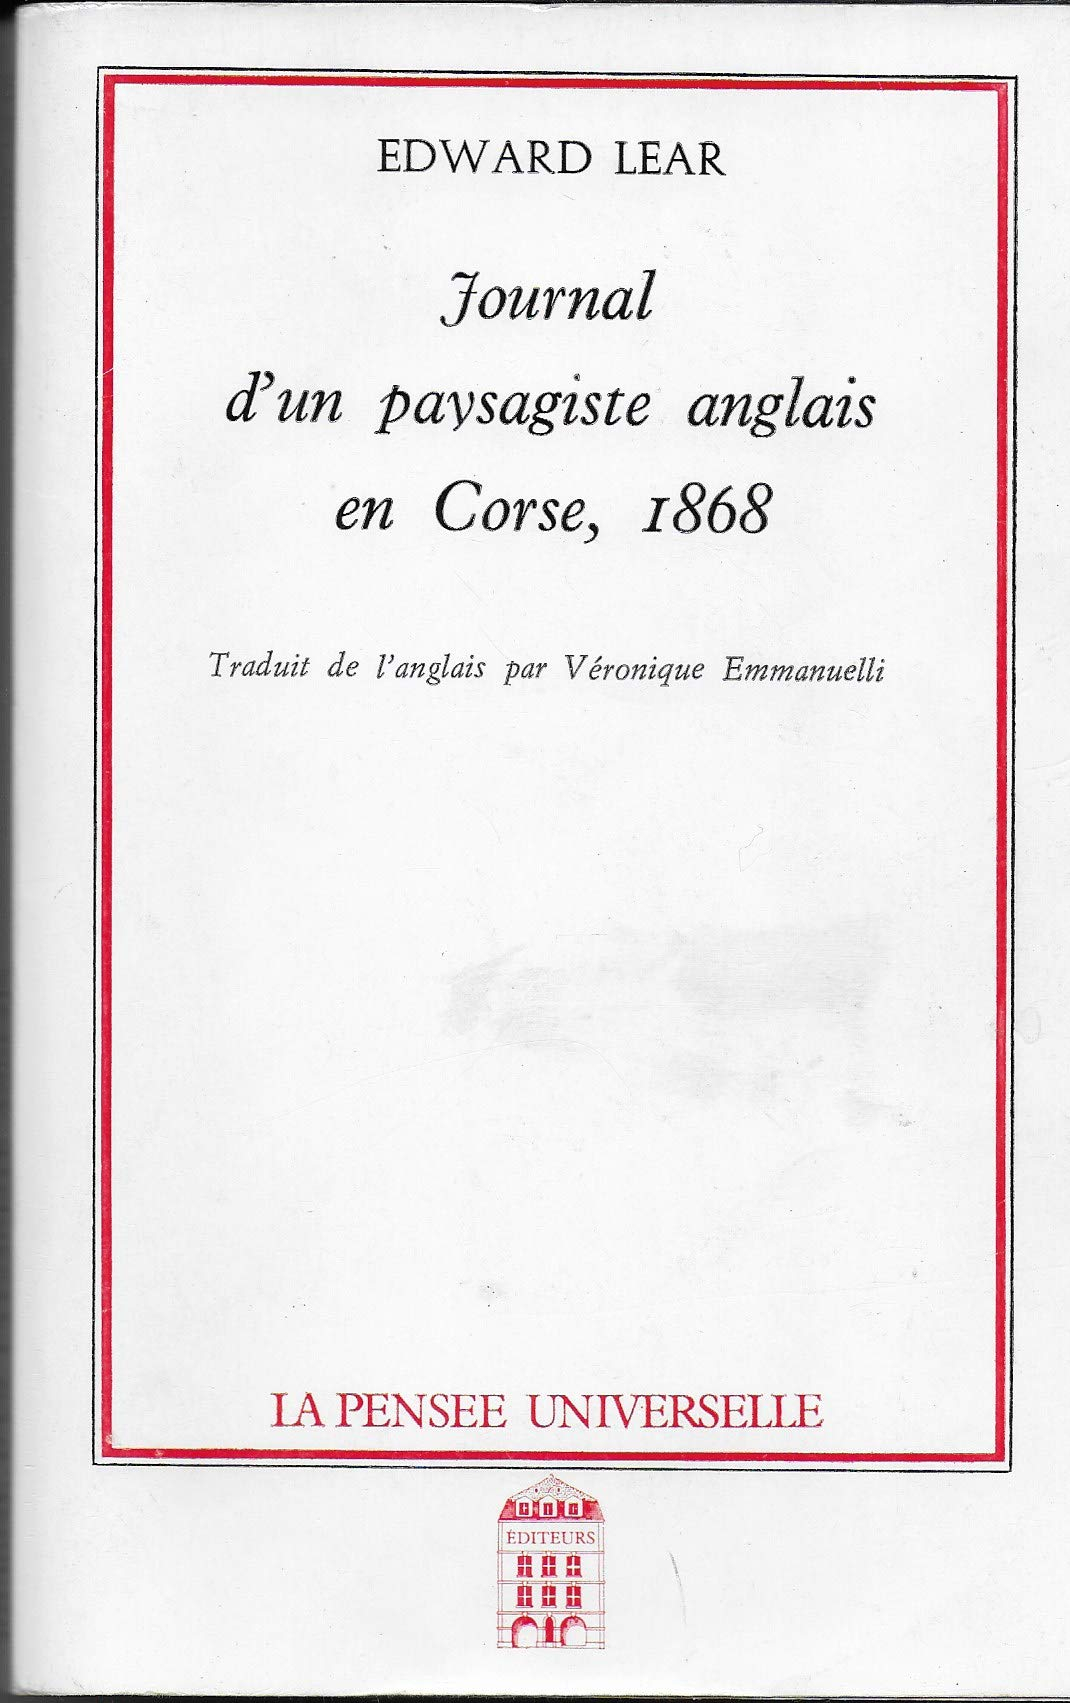 EDWARD LEAR
Journal
d'un paysagiste anglais
en Corse, 1868
Traduit de l'anglais par Véronique Emmanuelli
LA PENSEE UNIVERSELLE
ÉDITEURS